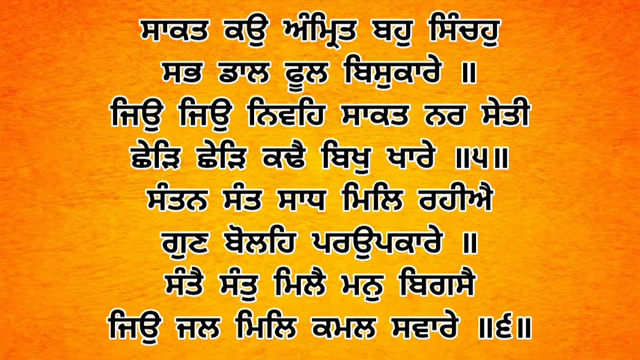 ਸਾਕਤ ਕਉ ਅੰਮ੍ਰਿਤ ਬਹੁ ਸਿੰਚਹੁ
ਸਭ ਡਾਲ ਫੂਲ ਬਿਸੁਕਾਰੇ ॥
ਜਿਉ ਜਿਉ ਨਿਵਹਿ ਸਾਕਤ ਨਰ ਸੇਤੀ
ਛੇੜਿ ਛੇੜਿ ਕਢੈ ਬਿਖੁ ਖਾਰੇ ॥੫॥
ਸੰਤਨ ਸੰਤ ਸਾਧ ਮਿਲਿ ਰਹੀਐ
ਗੁਣ ਬੋਲਹਿ ਪਰਉਪਕਾਰੇ ॥
ਸੰਤੈ ਸੰਤੁ ਮਿਲੈ ਮਨੁ ਬਿਗਸੈ
ਜਿਉ ਜਲ ਮਿਲਿ ਕਮਲ ਸਵਾਰੇ ॥੬॥